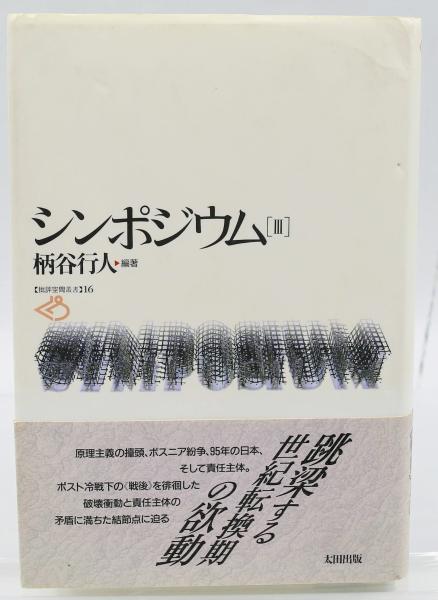 シンポジウム[III]
柄谷行人▶編著
【批評空間叢書】16
SYMPOSIUM
跳梁する
世紀転換期
の欲動
原理主義の擡頭、ボスニア紛争、95年の日本、
そして責任主体。
ポスト冷戦下の〈戦後〉を徘徊した
破壊衝動と責任主体の
矛盾に満ちた結節点に迫る
太田出版